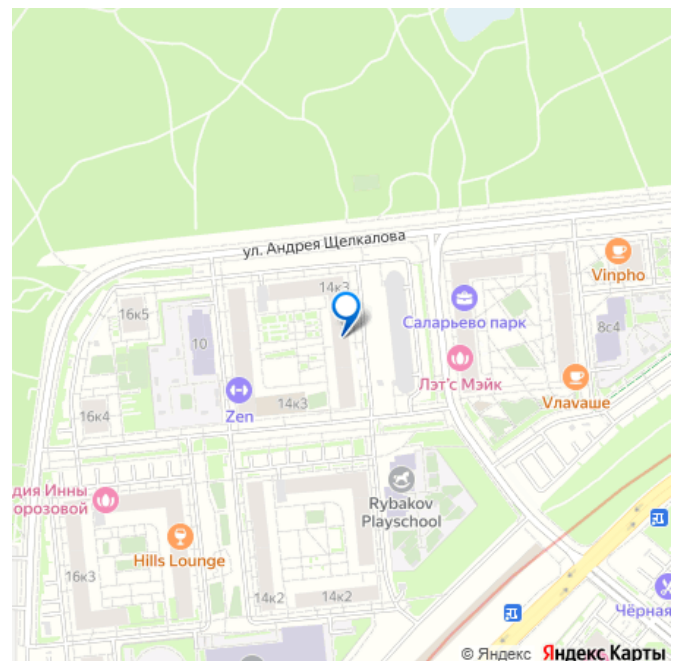 ул. Андрея Щелкалова
Vinpho
14к3
16к5
Саларьево парк
8с4
10
Лэт'с Мэйк
Vлаваше
14к3
Zen
16к4
дия Инны
орозовой
Rybakov
Playschool
Hills Lounge
16к3
14к2
14к2
Чёрная
© Яндекс Яндекс Карты